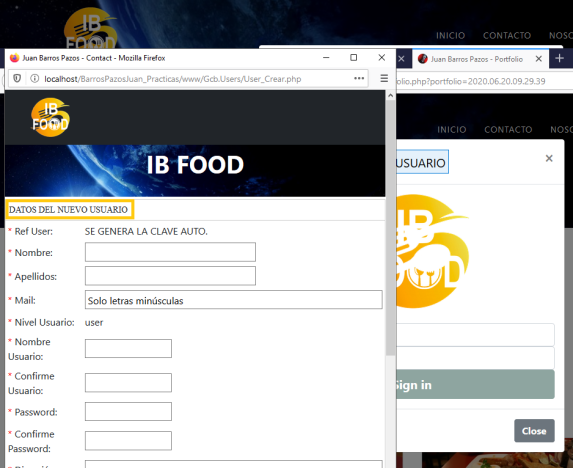 IB
FOOD
INICIO CONTACTO NOSO
Juan Barros Pazos - Contact - Mozilla Firefox
Juan Barros Pazos - Portfolio
localhost/BarrosPazosJuan_Practicas/www/Gcb.Users/User_Crear.php
olio.php?portfolio=2020.06.20.09.29.39
IB
FOOD
INICIO CONTACTO NOSO
IB FOOD
USUARIO
DATOS DEL NUEVO USUARIO
* Ref User: SE GENERA LA CLAVE AUTO.
* Nombre:
* Apellidos:
* Mail: Solo letras minúsculas
* Nivel Usuario: user
* Nombre
Usuario:
* Confirme
Usuario:
* Password:
* Confirme
Password:
IB
FOOD
Sign in
Close